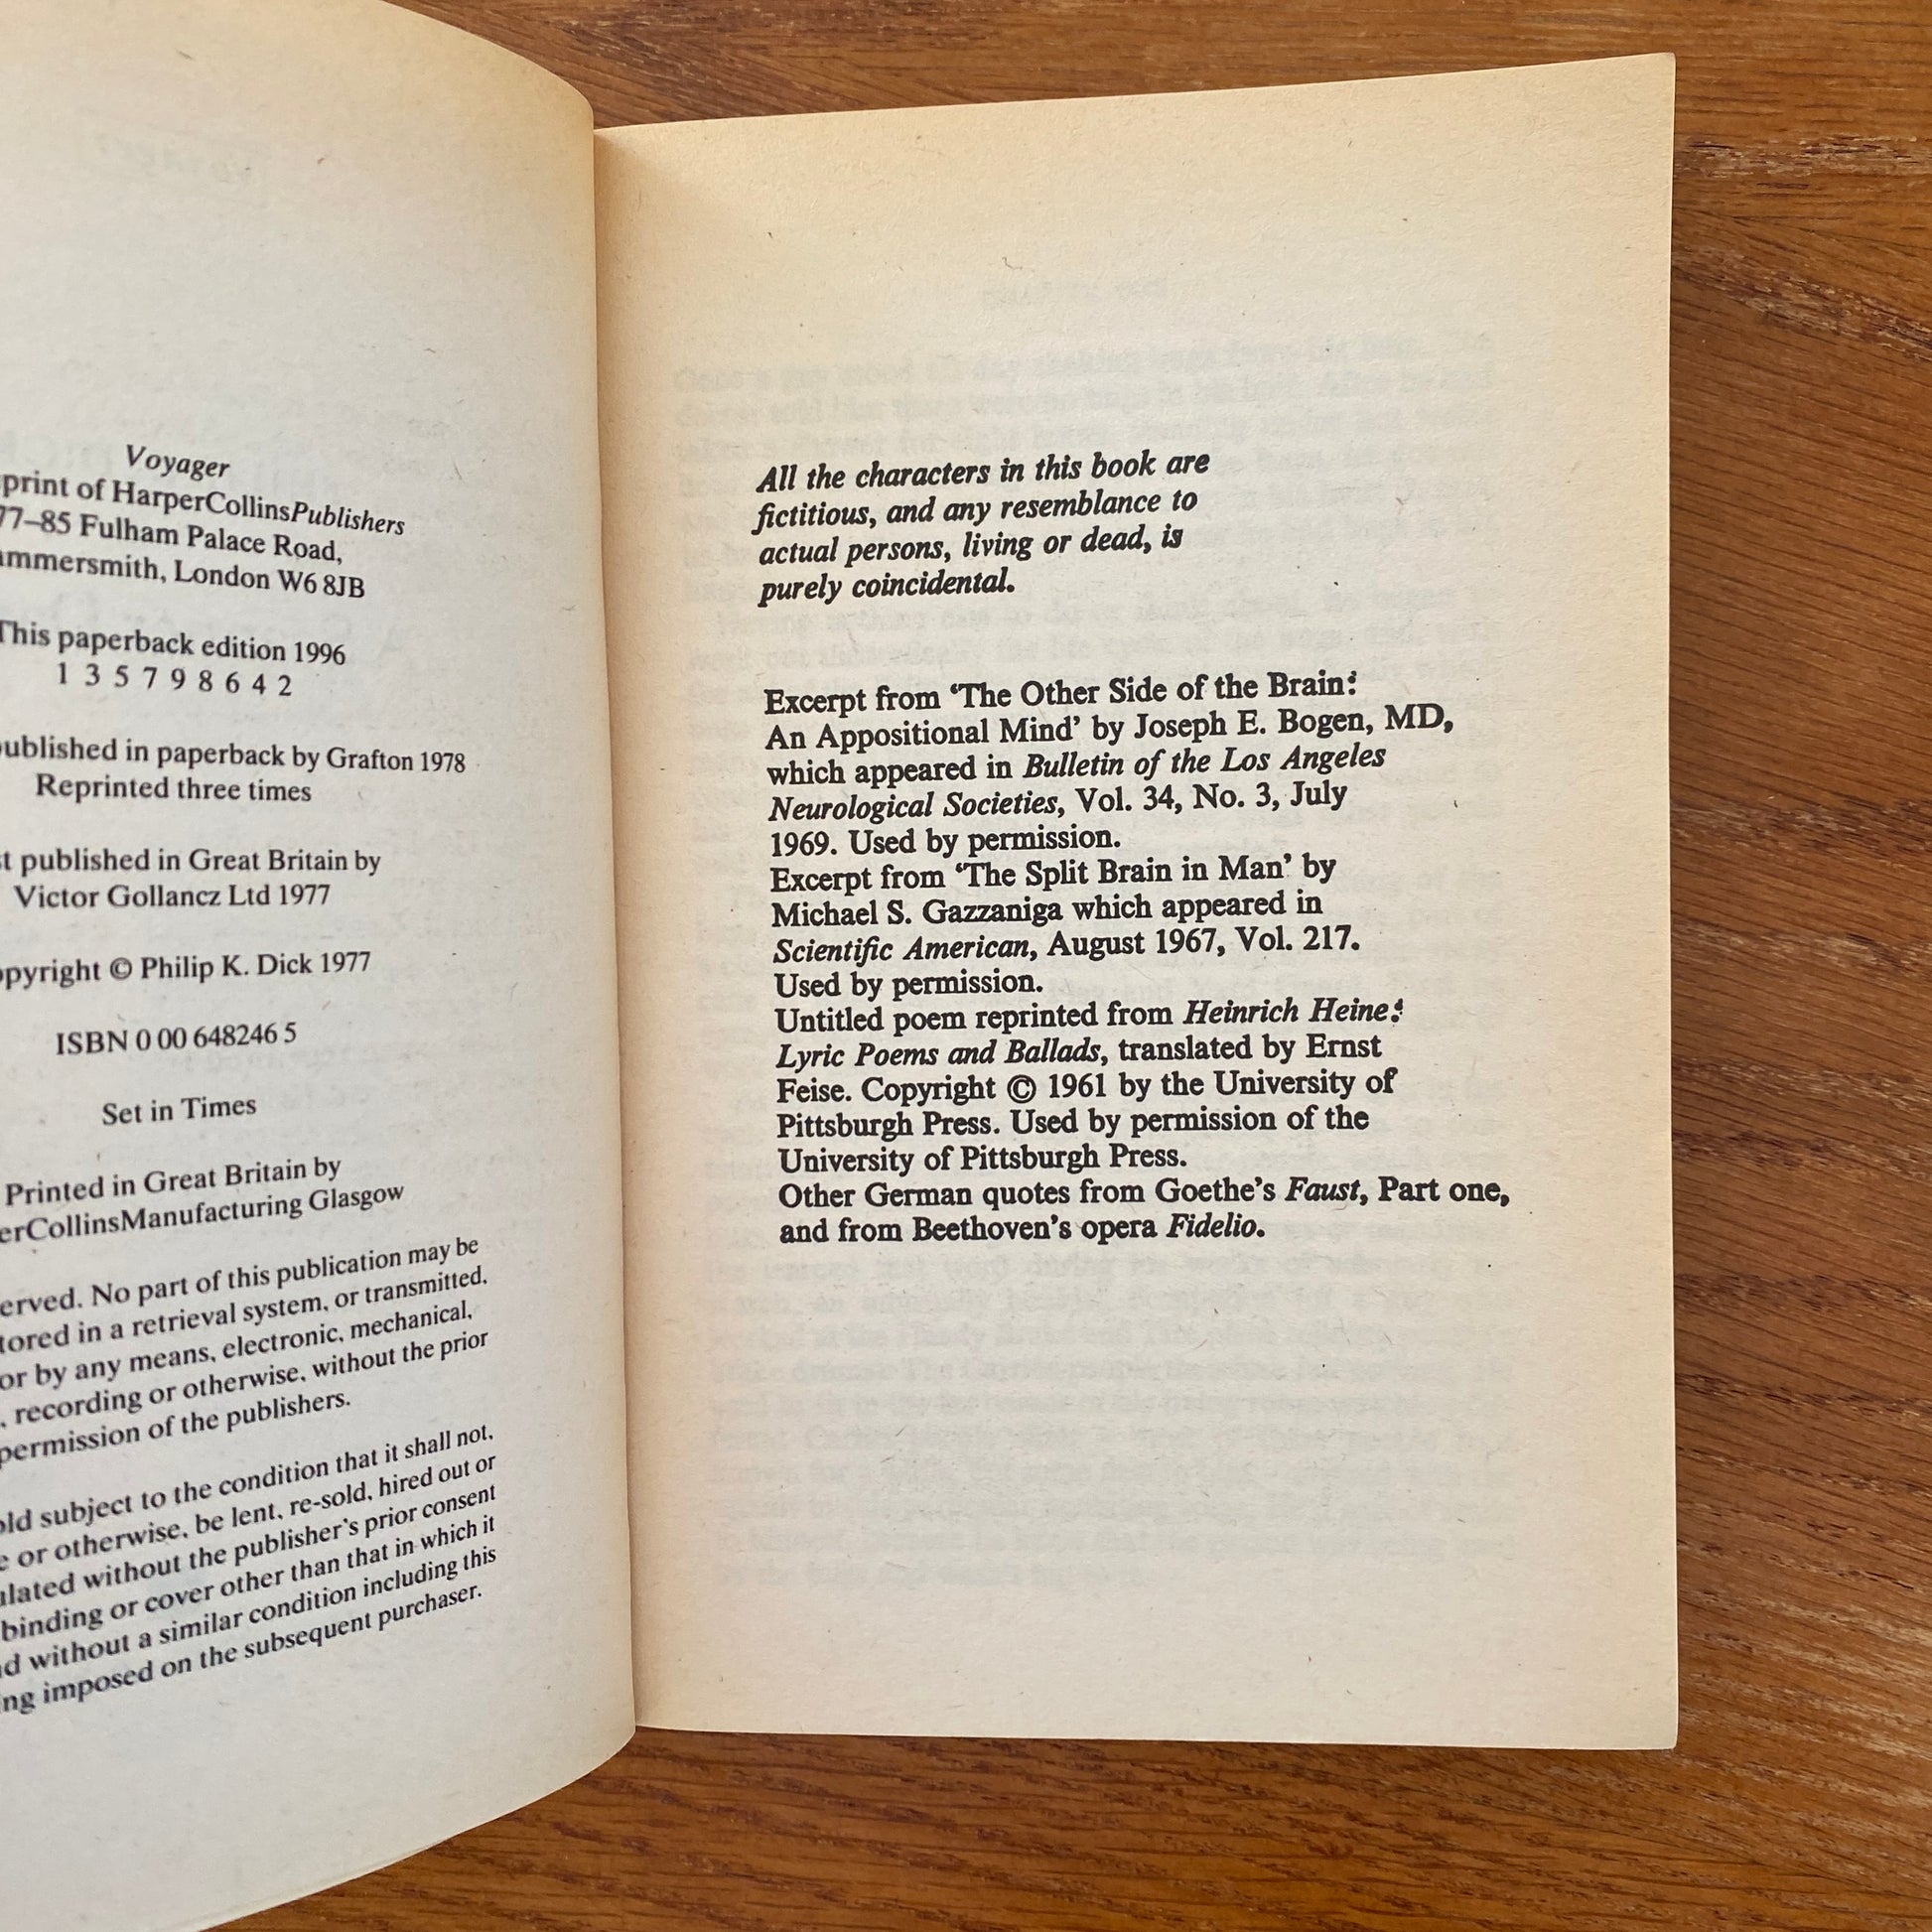 Voyager
print of HarperCollinsPublishers
77–85 Fulham Palace Road,
ammersmith, London W6 8JB
This paperback edition 1996
1 3 5 7 9 8 6 4 2
published in paperback by Grafton 1978
Reprinted three times
t published in Great Britain by
Victor Gollancz Ltd 1977
opyright © Philip K. Dick 1977
ISBN 0 00 648246 5
Set in Times
Printed in Great Britain by
erCollinsManufacturing Glasgow
erved. No part of this publication may be
tored in a retrieval system, or transmitted,
or by any means, electronic, mechanical,
, recording or otherwise, without the prior
permission of the publishers.
old subject to the condition that it shall not,
e or otherwise, be lent, re-sold, hired out or
ulated without the publisher's prior consent
binding or cover other than that in which it
d without a similar condition including this
ng imposed on the subsequent purchaser.
All the characters in this book are
fictitious, and any resemblance to
actual persons, living or dead, is
purely coincidental.
Excerpt from ‘The Other Side of the Brain:
An Appositional Mind’ by Joseph E. Bogen, MD,
which appeared in Bulletin of the Los Angeles
Neurological Societies, Vol. 34, No. 3, July
1969. Used by permission.
Excerpt from ‘The Split Brain in Man’ by
Michael S. Gazzaniga which appeared in
Scientific American, August 1967, Vol. 217.
Used by permission.
Untitled poem reprinted from Heinrich Heine:
Lyric Poems and Ballads, translated by Ernst
Feise. Copyright © 1961 by the University of
Pittsburgh Press. Used by permission of the
University of Pittsburgh Press.
Other German quotes from Goethe’s Faust, Part one,
and from Beethoven’s opera Fidelio.